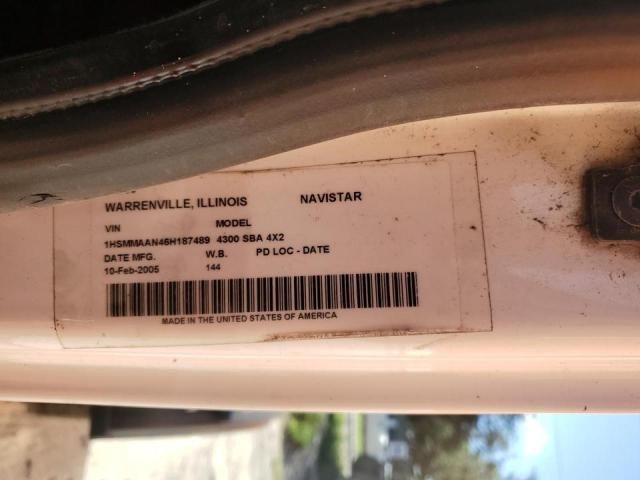 WARRENVILLE, ILLINOIS NAVISTAR
VIN MODEL
1HSMMAAN46H187489 4300 SBA 4X2
DATE MFG. W.B. PD LOC - DATE
10-Feb-2005 144
MADE IN THE UNITED STATES OF AMERICA